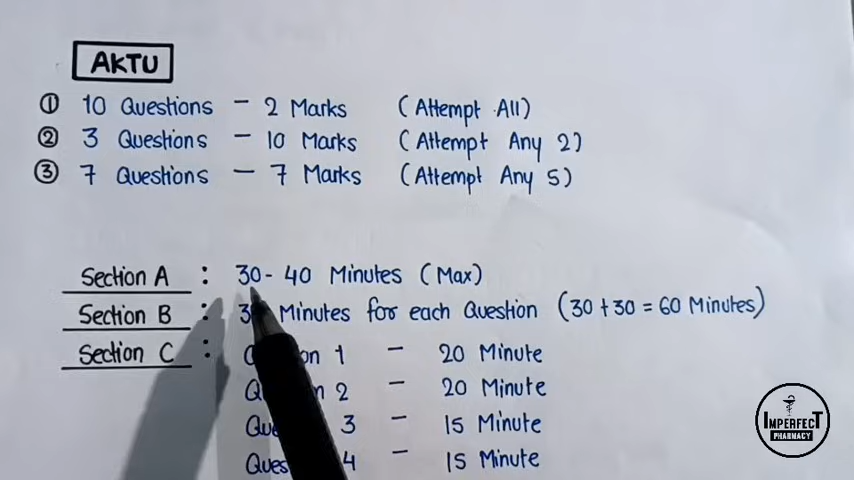 AKTU
① 10 Questions - 2 Marks (Attempt All)
② 3 Questions - 10 Marks (Attempt Any 2)
③ 7 Questions - 7 Marks (Attempt Any 5)
Section A : 30 - 40 Minutes (Max)
Section B : Minutes for each Question (30 + 30 = 60 Minutes)
Section C : 1 - 20 Minute
2 - 20 Minute
3 - 15 Minute
4 - 15 Minute
IMPERFECT
PHARMACY